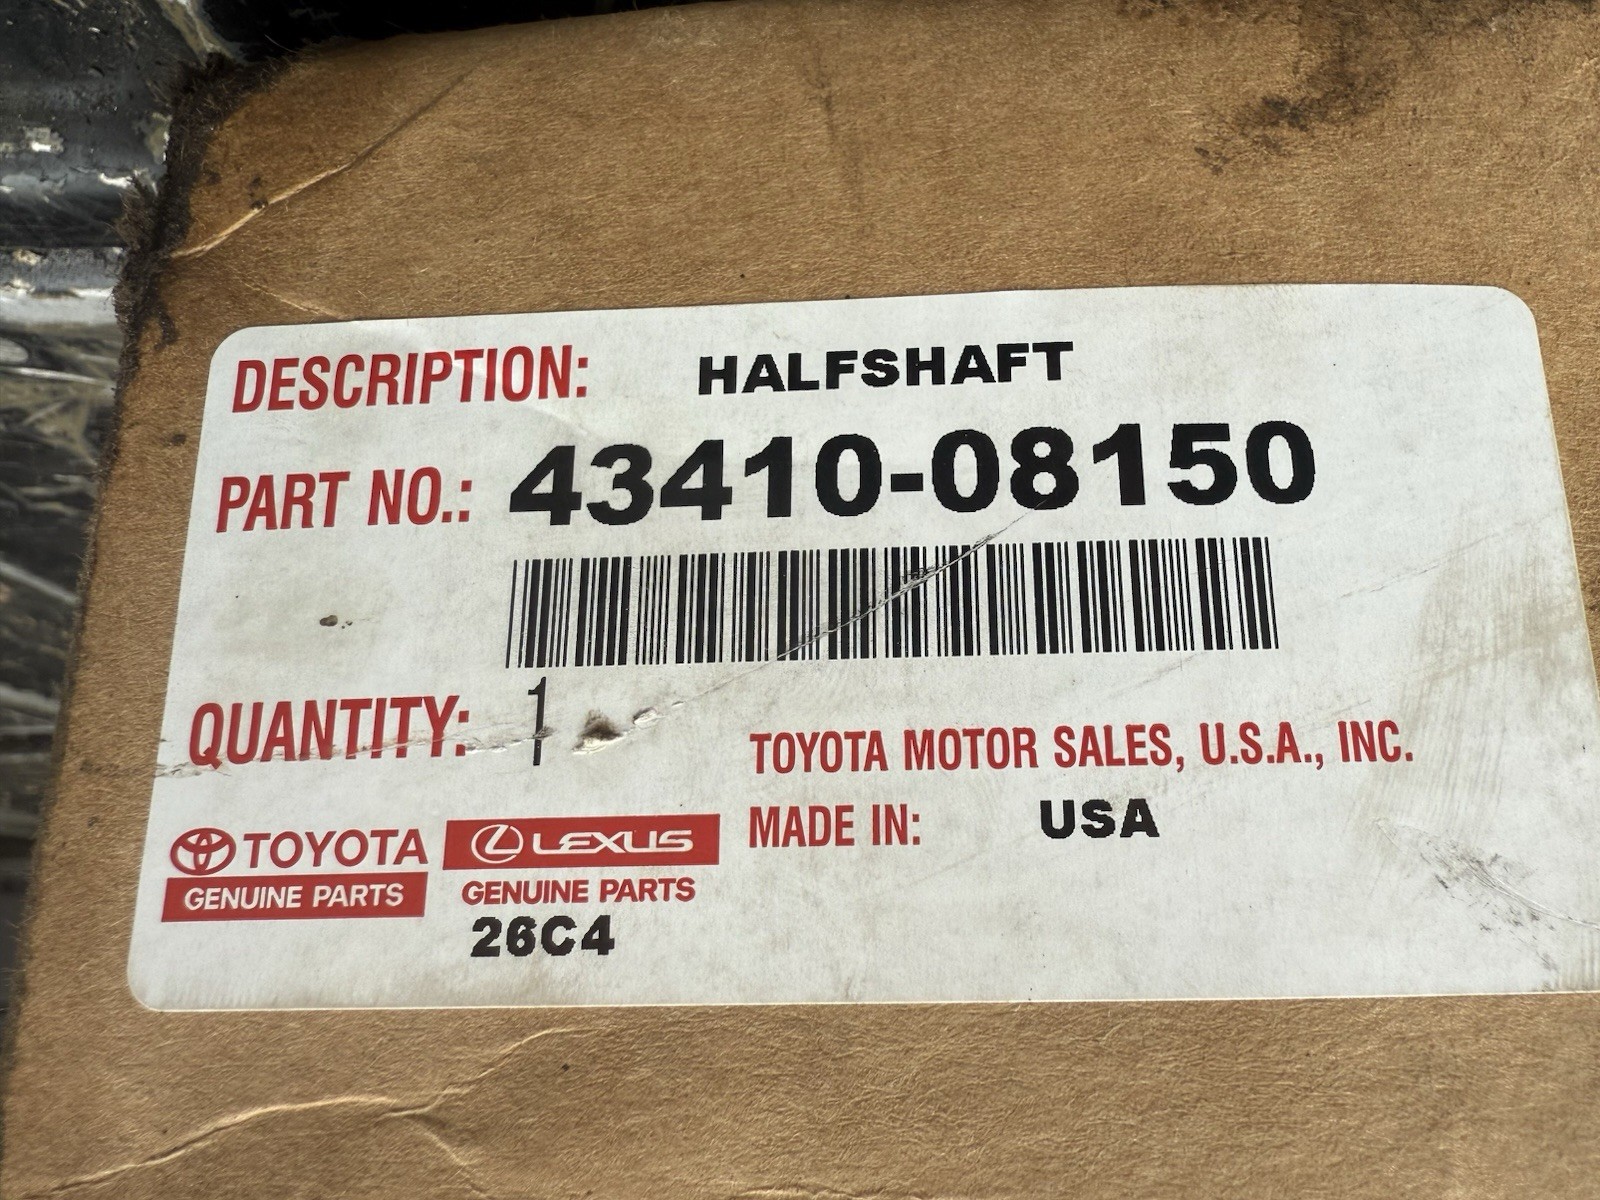 DESCRIPTION: HALFSHAFT
PART NO.: 43410-08150
QUANTITY: 1
TOYOTA MOTOR SALES, U.S.A., INC.
MADE IN: USA
TOYOTA
GENUINE PARTS
LEXUS
GENUINE PARTS
26C4